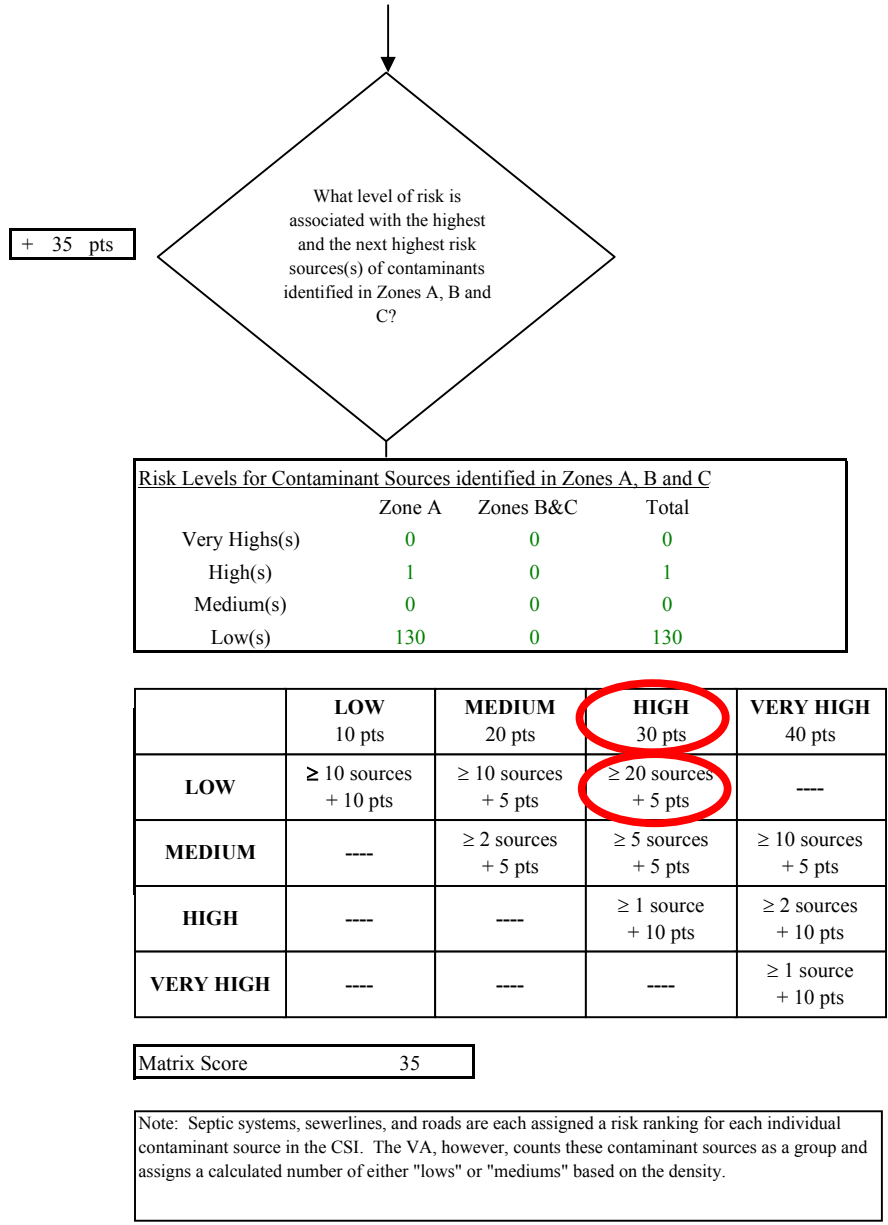 What level of risk is
associated with the highest
and the next highest risk
sources(s) of contaminants
identified in Zones A, B and
C?
+ 35 pts
Risk Levels for Contaminant Sources identified in Zones A, B and C
Zone A Zones B&C Total
Very Highs(s) 0 0 0
High(s) 1 0 1
Medium(s) 0 0 0
Low(s) 130 0 130
LOW MEDIUM HIGH VERY HIGH
10 pts 20 pts 30 pts 40 pts
LOW ≥ 10 sources ≥ 10 sources ≥ 20 sources ----
+ 10 pts + 5 pts + 5 pts
MEDIUM ---- ≥ 2 sources ≥ 5 sources ≥ 10 sources
+ 5 pts + 5 pts + 5 pts
HIGH ---- ---- ≥ 1 source ≥ 2 sources
+ 10 pts + 10 pts
VERY HIGH ---- ---- ---- ≥ 1 source
+ 10 pts
Matrix Score 35
Note: Septic systems, sewerlines, and roads are each assigned a risk ranking for each individual
contaminant source in the CSI. The VA, however, counts these contaminant sources as a group and
assigns a calculated number of either "lows" or "mediums" based on the density.